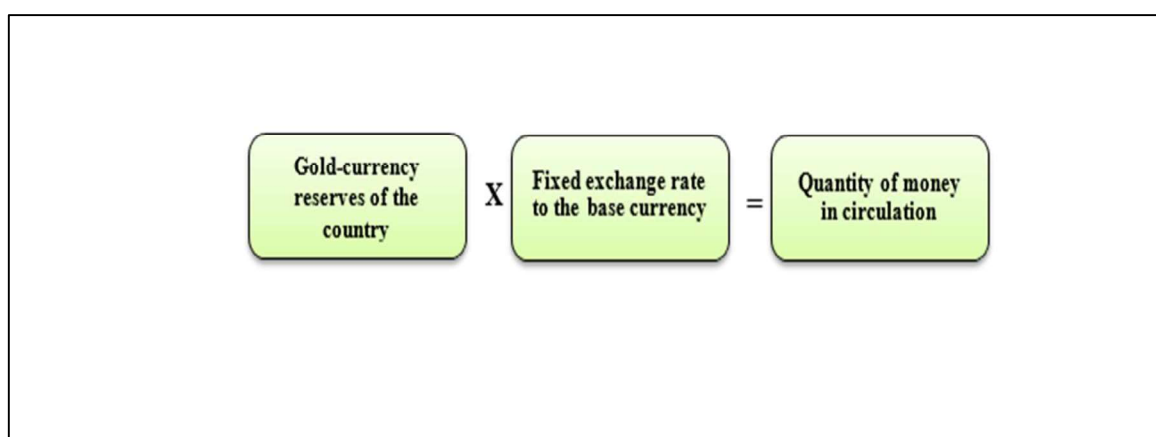 Gold-currency
reserves of the
country
X
Fixed exchange rate
to the base currency
=
Quantity of money
in circulation